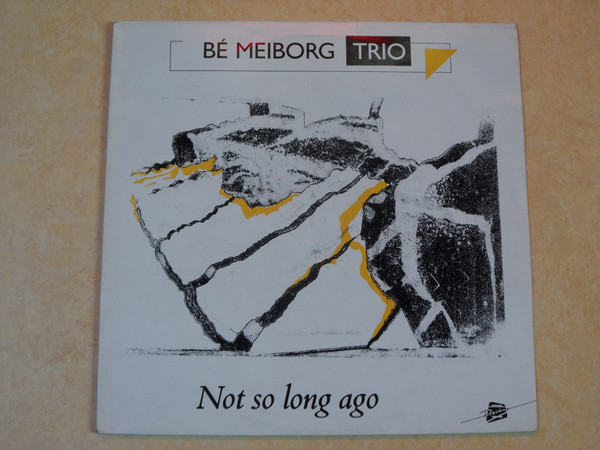 BÉ MEIBORG TRIO
Not so long ago